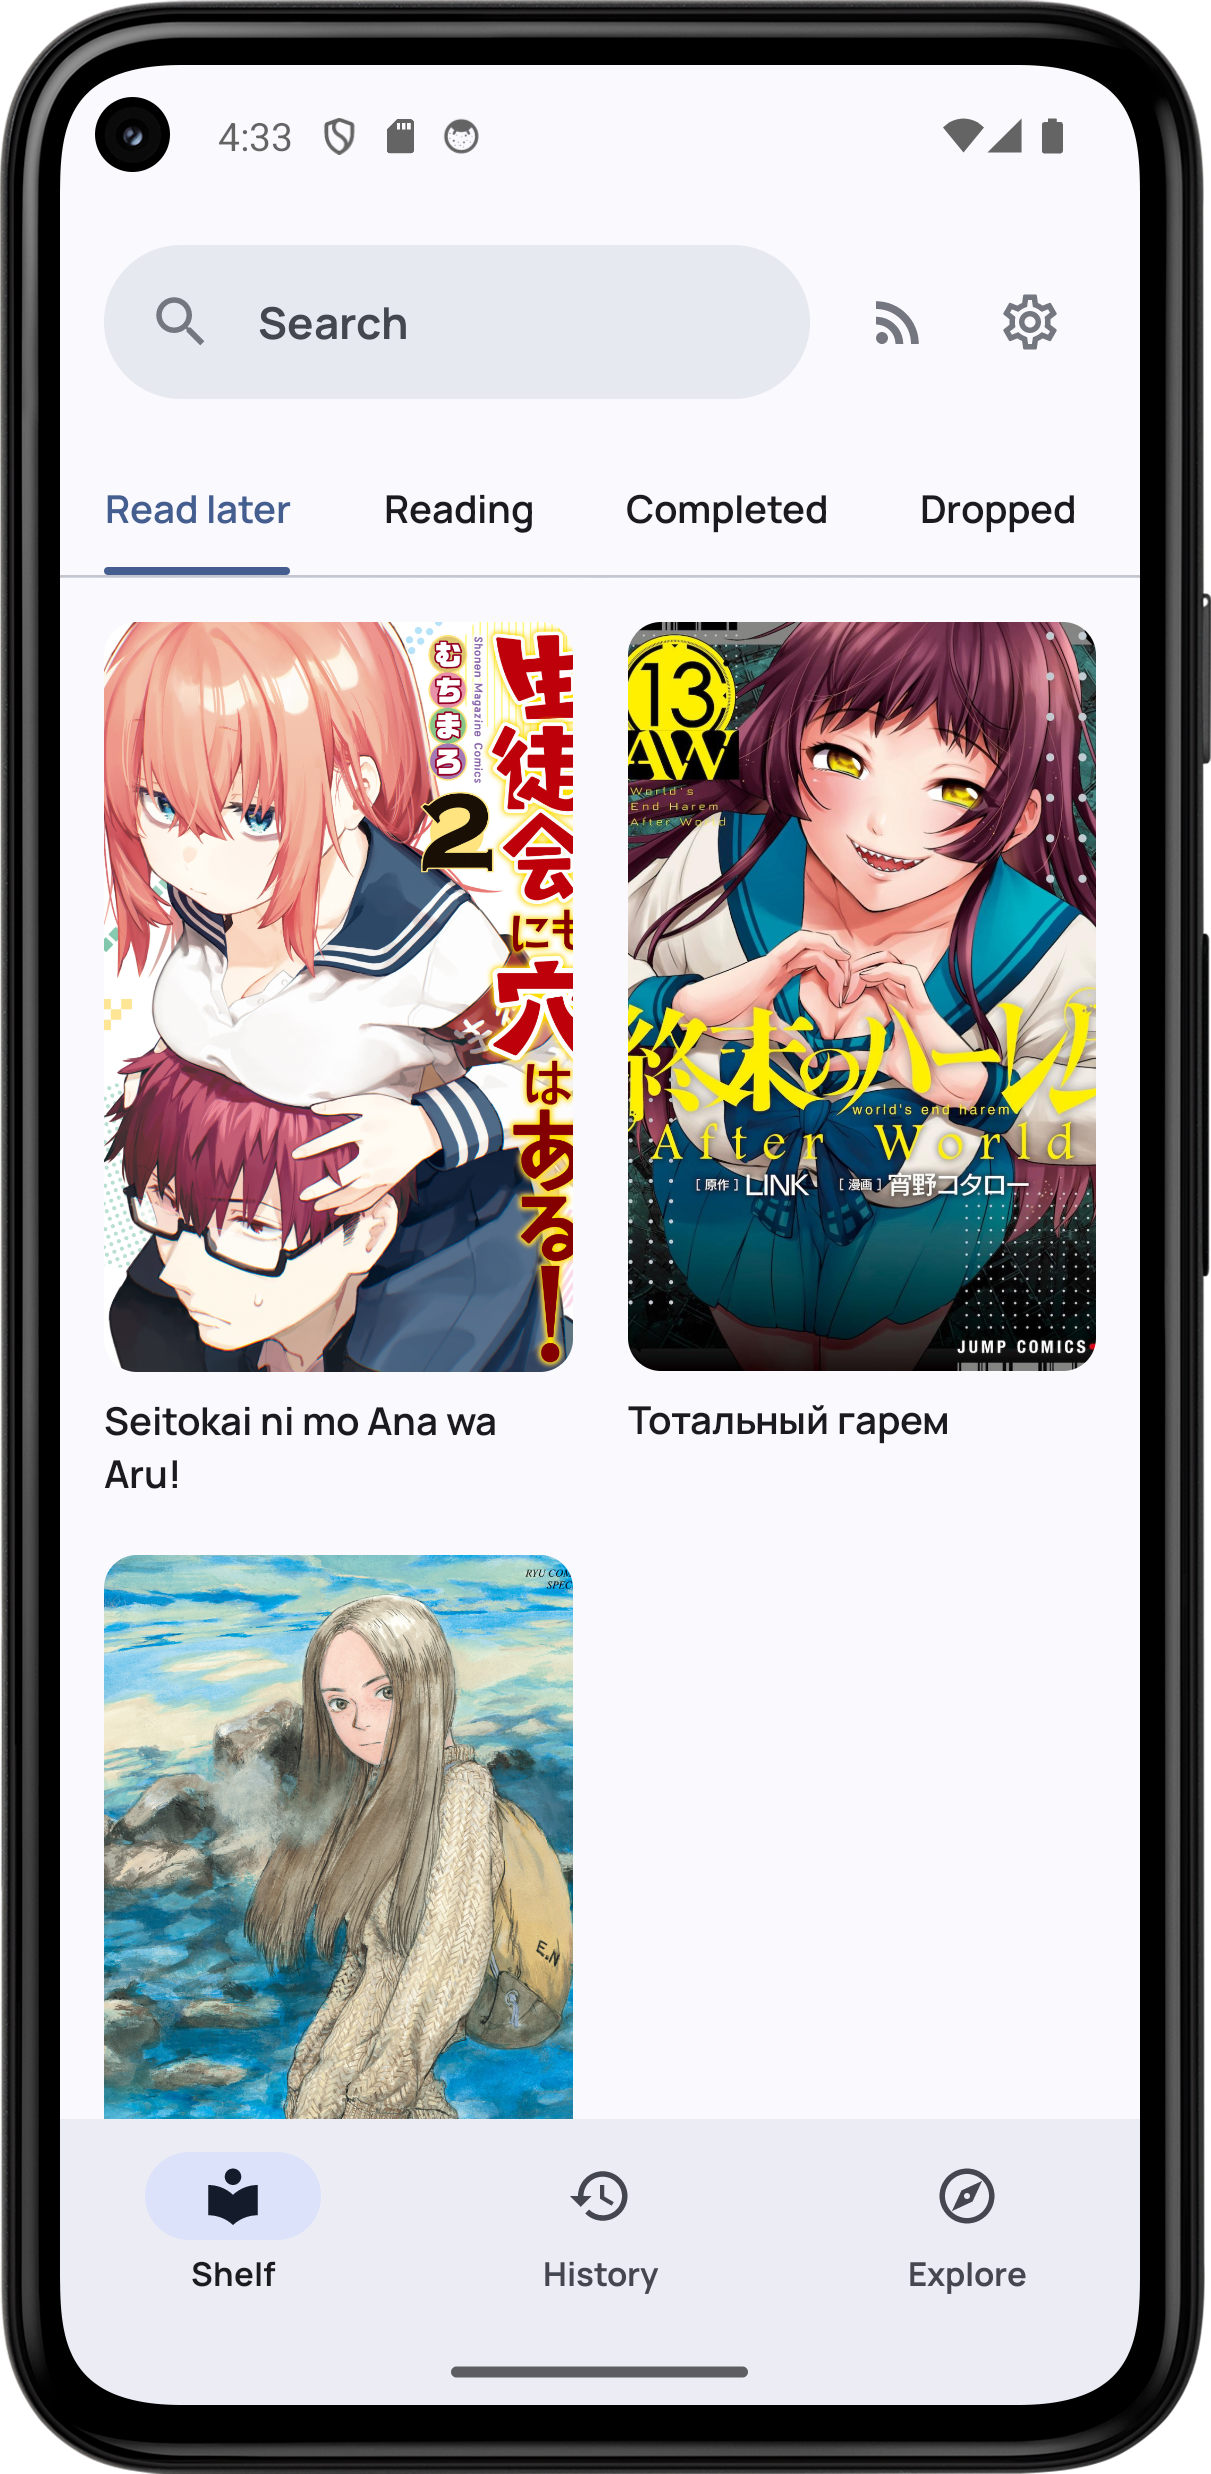 4:33
Search
Read later
Reading
Completed
Dropped
生徒会にも穴はある!
Shonen Magazine Comics
むちまろ
2
13
AW
World's
End Harem
After World
終末のハーレム
world's end harem
After World
[原作] LINK [漫画] 宵野コタロー
JUMP COMICS
Seitokai ni mo Ana wa
Aru!
Тотальный гарем
RYU COM
SPEC
E.N
Shelf
History
Explore